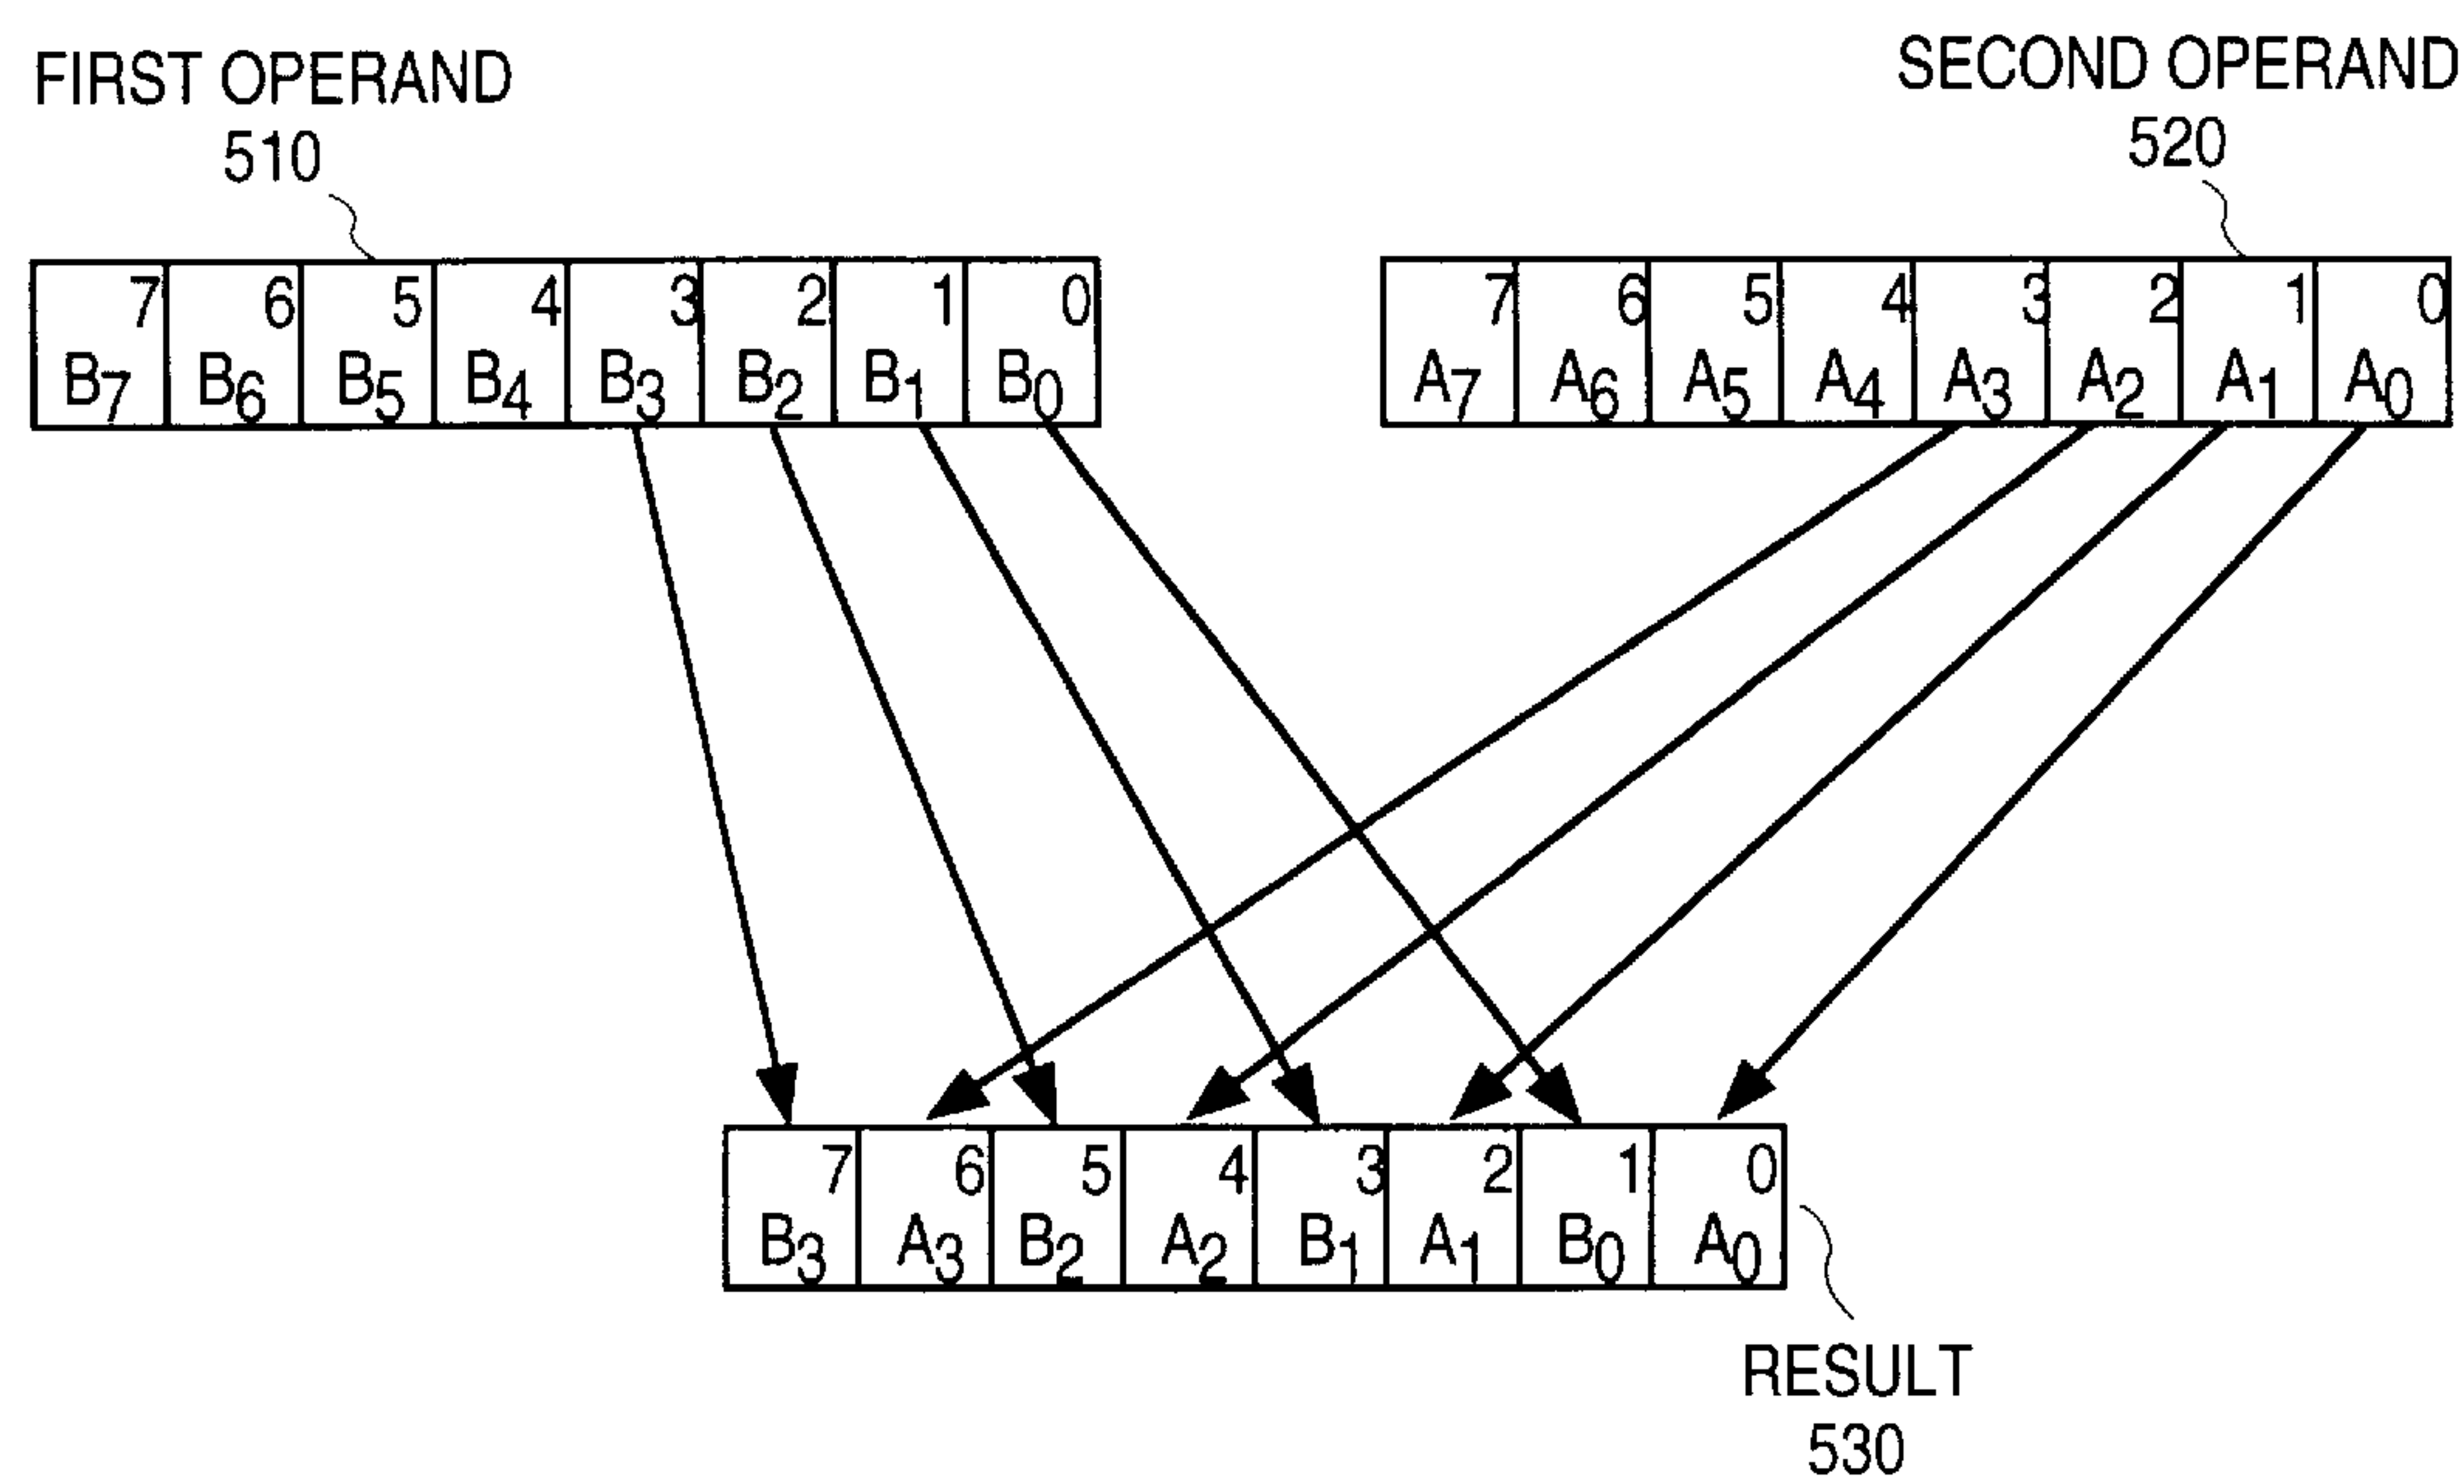 FIRST OPERAND
510
SECOND OPERAND
520
7 6 5 4 3 2 1 0
B7 B6 B5 B4 B3 B2 B1 B0
7 6 5 4 3 2 1 0
A7 A6 A5 A4 A3 A2 A1 A0
7 6 5 4 3 2 1 0
B3 A3 B2 A2 B1 A1 B0 A0
RESULT
530